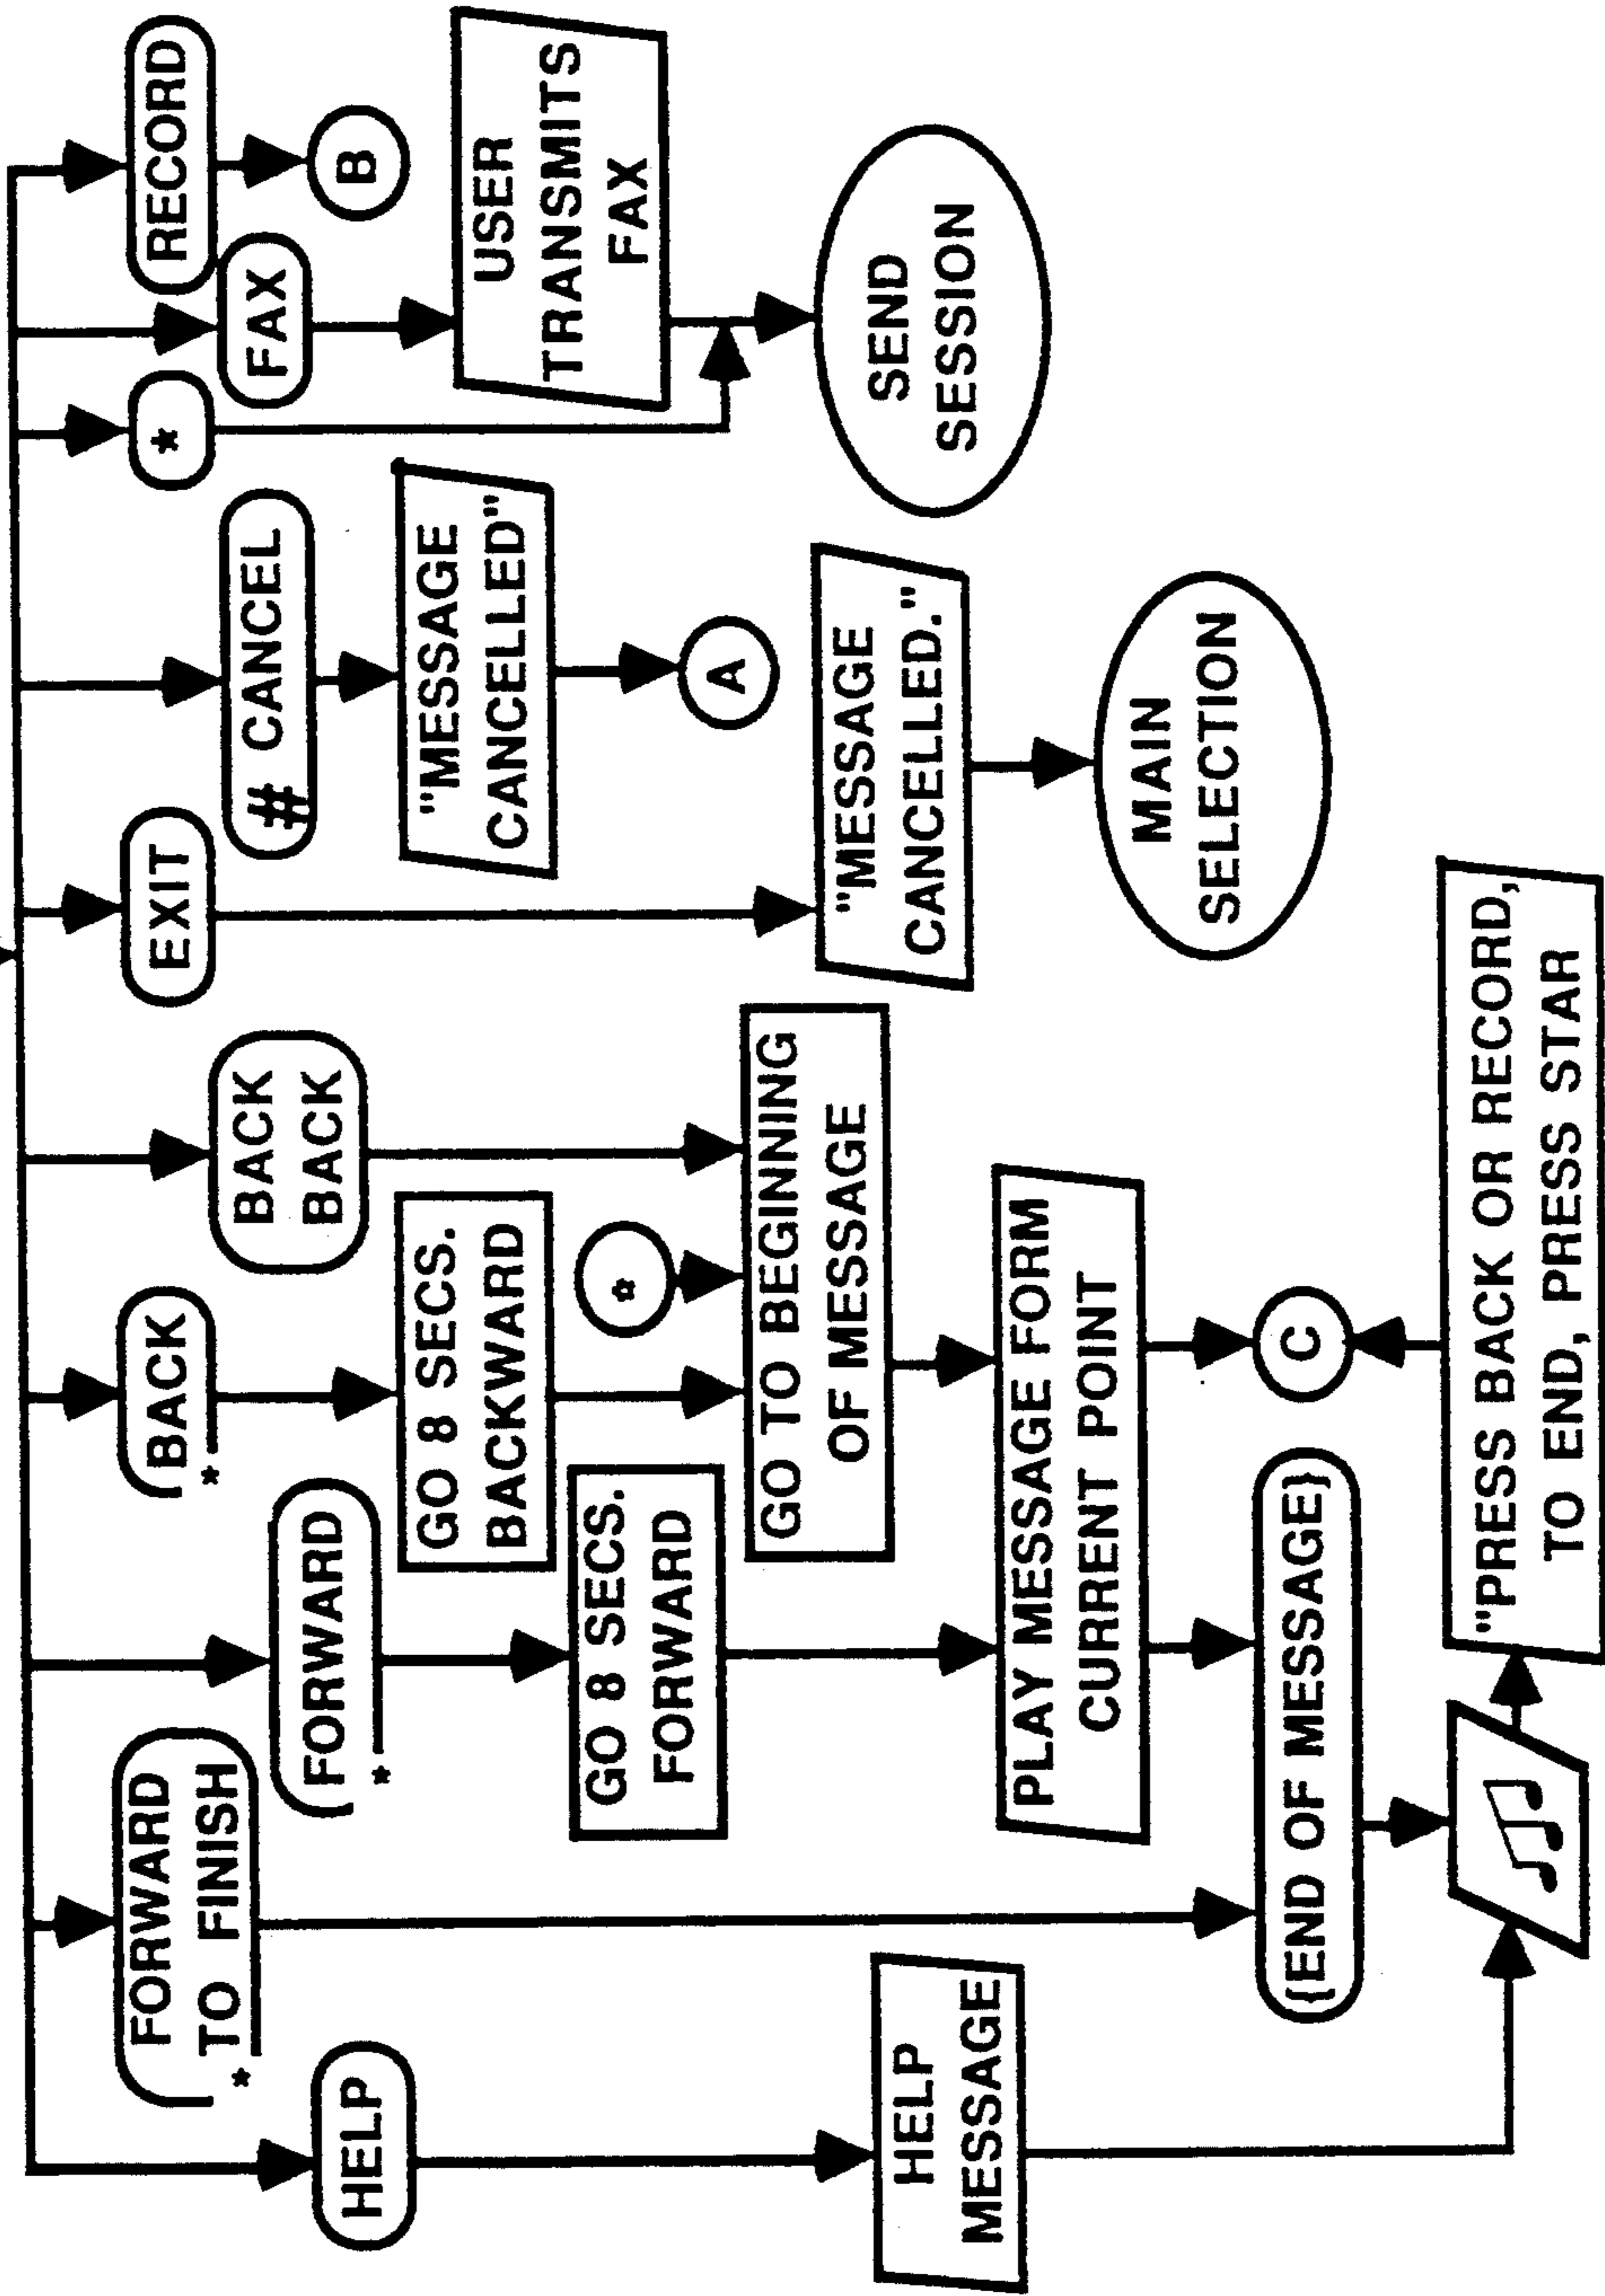 HELP
FORWARD
TO FINISH
*
FORWARD
*
BACK
*
BACK
BACK
EXIT
# CANCEL
*
FAX
RECORD
B
USER
TRANSMITS
FAX
SEND
SESSION
"MESSAGE
CANCELLED"
A
"MESSAGE
CANCELLED."
MAIN
SELECTION
GO 8 SECS.
BACKWARD
GO 8 SECS.
FORWARD
*
GO TO BEGINNING
OF MESSAGE
PLAY MESSAGE FORM
CURRENT POINT
C
HELP
MESSAGE
{END OF MESSAGE}
"PRESS BACK OR RECORD,
TO END, PRESS STAR